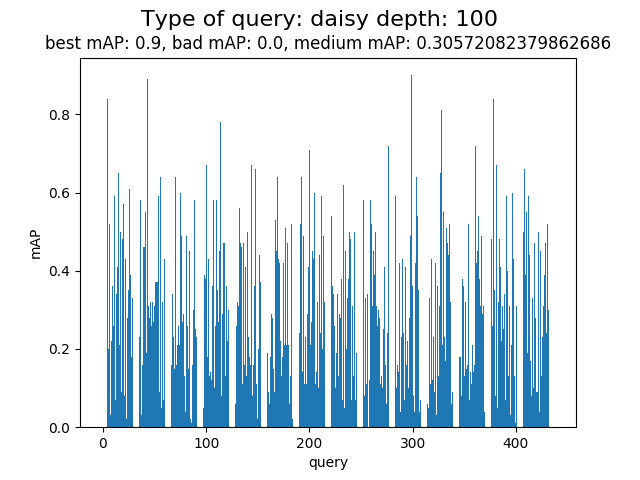 Type of query: daisy depth: 100
best mAP: 0.9, bad mAP: 0.0, medium mAP: 0.30572082379862686
0.8
0.6
mAP
0.4
0.2
0.0
0 100 200 300 400
query